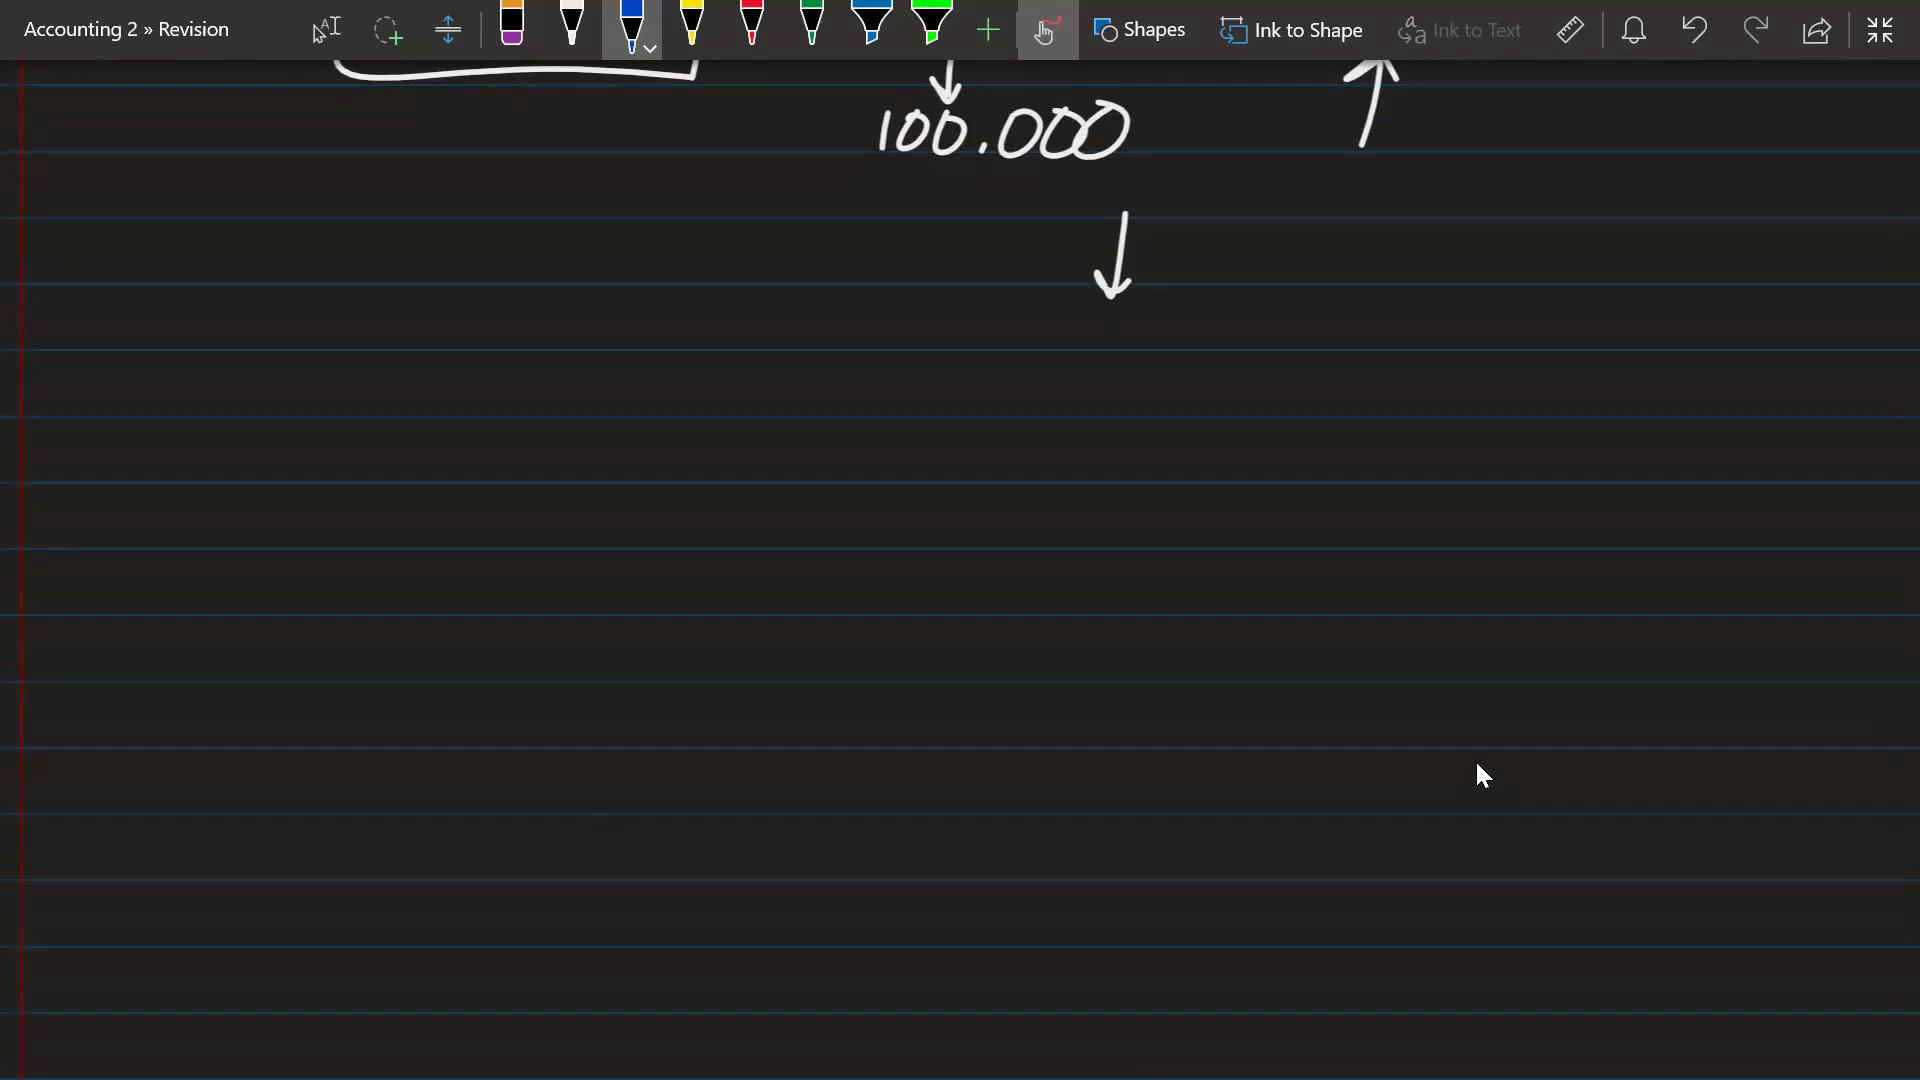 Accounting 2 » Revision
Shapes
Ink to Shape
Ink to Text
100.000